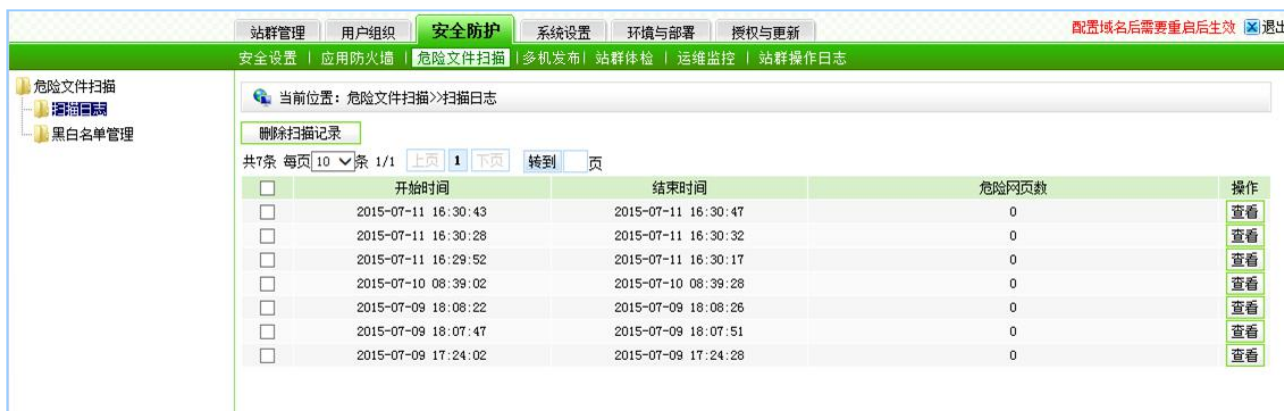 站群管理 用户组织 安全防护 系统设置 环境与部署 授权与更新 配置域名后需要重启后生效 退出
安全设置 | 应用防火墙 | 危险文件扫描 | 多机发布 | 站群体检 | 运维监控 | 站群操作日志
危险文件扫描
扫描日志
黑白名单管理
当前位置：危险文件扫描>>扫描日志
删除扫描记录
共7条 每页 10 条 1/1 上页 1 下页 转到 页
开始时间 结束时间 危险网页数 操作
2015-07-11 16:30:43 2015-07-11 16:30:47 0 查看
2015-07-11 16:30:28 2015-07-11 16:30:32 0 查看
2015-07-11 16:29:52 2015-07-11 16:30:17 0 查看
2015-07-10 08:39:02 2015-07-10 08:39:28 0 查看
2015-07-09 18:08:22 2015-07-09 18:08:26 0 查看
2015-07-09 18:07:47 2015-07-09 18:07:51 0 查看
2015-07-09 17:24:02 2015-07-09 17:24:28 0 查看